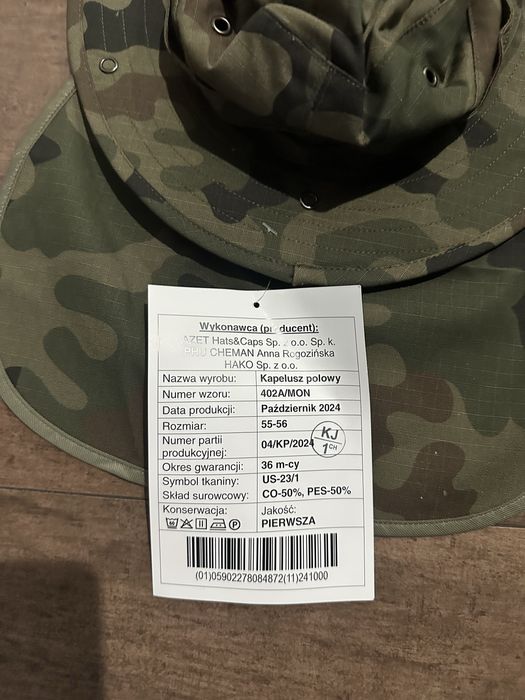 Wykonawca (producent):
AZET Hats&Caps Sp. z o.o. Sp. k.
PHU CHEMAN Anna Rogozińska
HAKO Sp. z o.o.
Nazwa wyrobu: Kapelusz polowy
Numer wzoru: 402A/MON
Data produkcji: Październik 2024
Rozmiar: 55-56
Numer partii
produkcyjnej: 04/KP/2024
KJ
1CH
Okres gwarancji: 36 m-cy
Symbol tkaniny: US-23/1
Skład surowcowy: CO-50%, PES-50%
Konserwacja: Jakość:
PIERWSZA
(01)05902278084872(11)241000